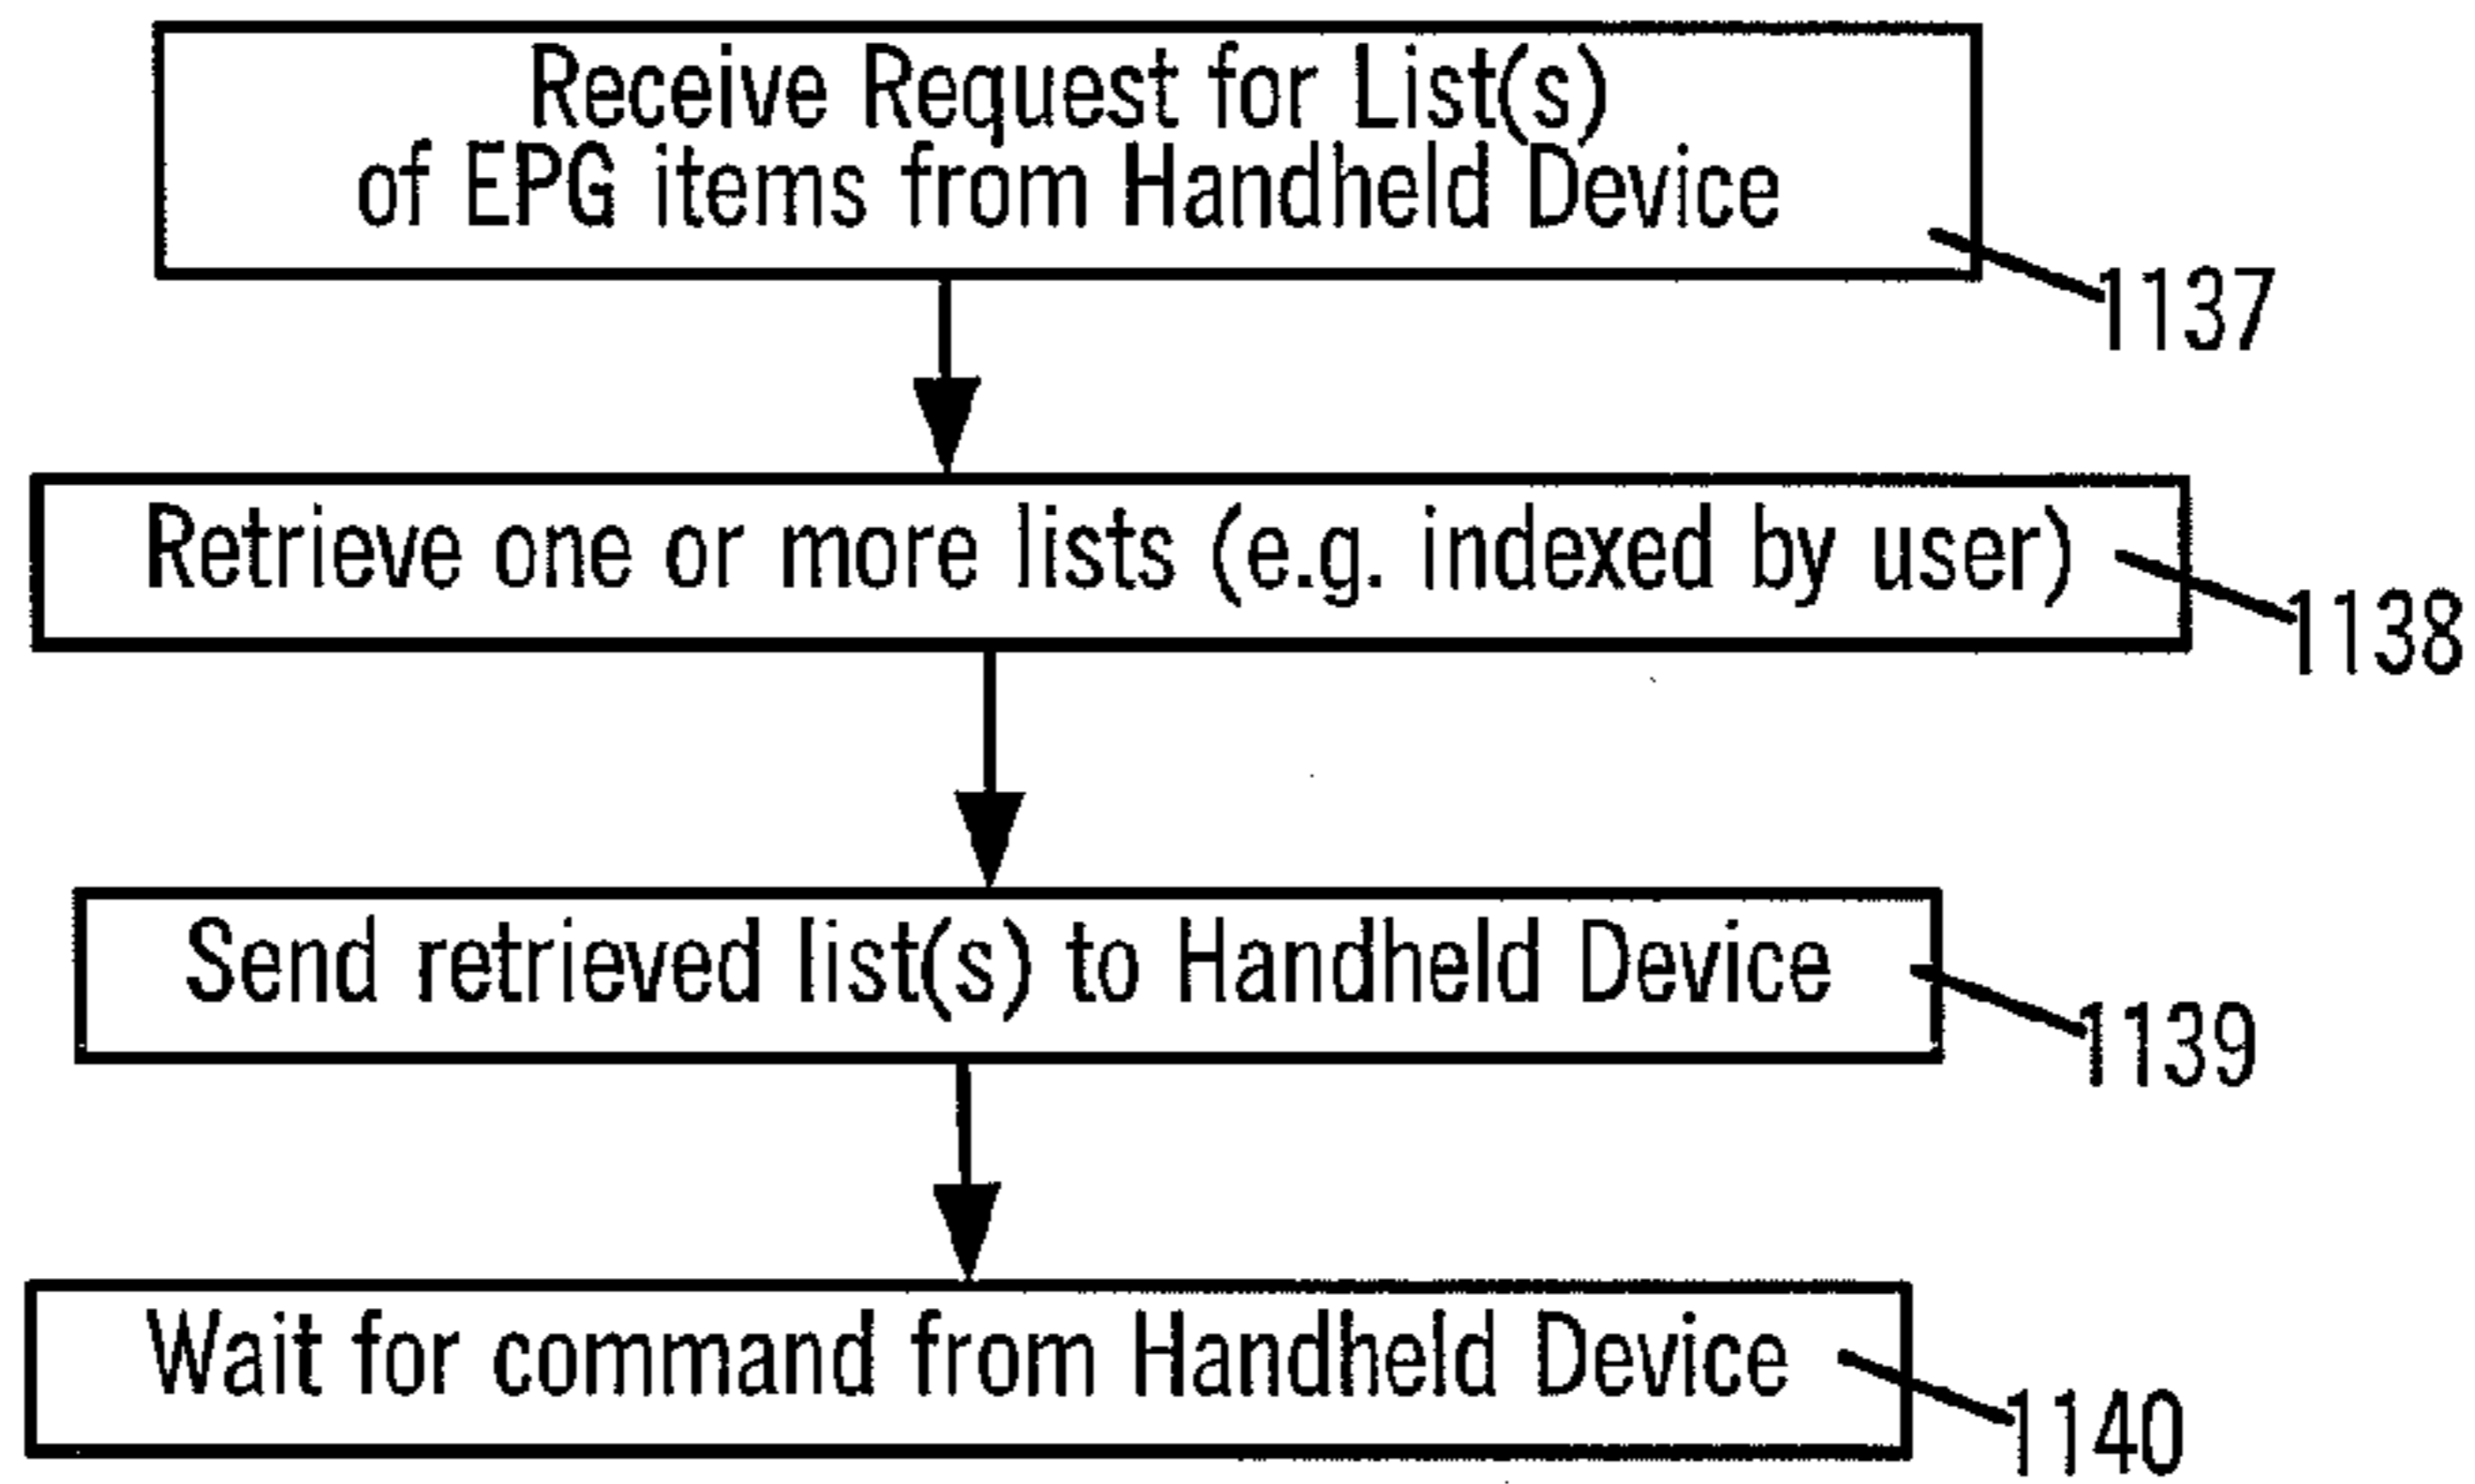 Receive Request for List(s)
of EPG items from Handheld Device
1137
Retrieve one or more lists (e.g. indexed by user)
1138
Send retrieved list(s) to Handheld Device
1139
Wait for command from Handheld Device
1140